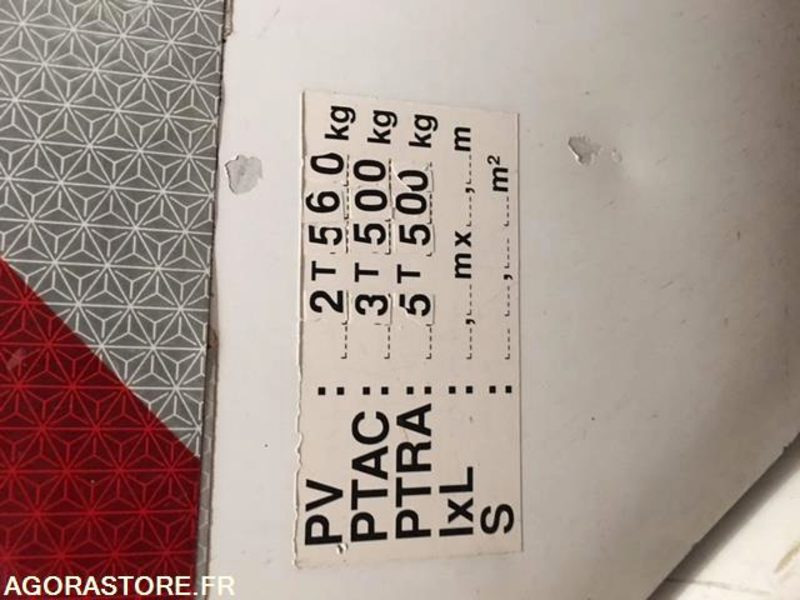 PV : 2 T 560 kg
PTAC : 3 T 500 kg
PTRA : 5 T 500 kg
lxL : , m x , m
S : , m²
AGORASTORE.FR